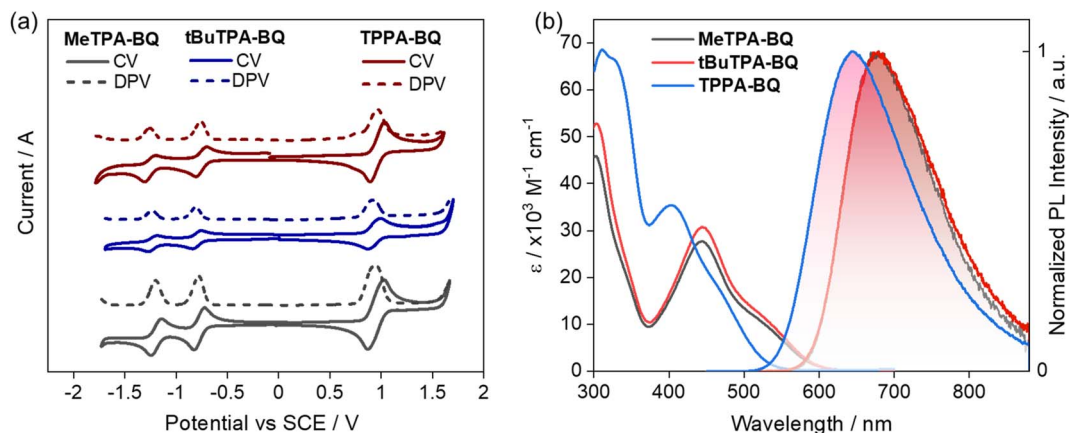 (a)
MeTPA-BQ tBuTPA-BQ TPPA-BQ
CV CV CV
DPV DPV DPV
Current / A
-2 -1.5 -1 -0.5 0 0.5 1 1.5 2
Potential vs SCE / V
(b)
MeTPA-BQ
tBuTPA-BQ
TPPA-BQ
70
60
50
40
30
20
10
0
ε / x10³ M⁻¹ cm⁻¹
1
0
Normalized PL Intensity / a.u.
300 400 500 600 700 800
Wavelength / nm